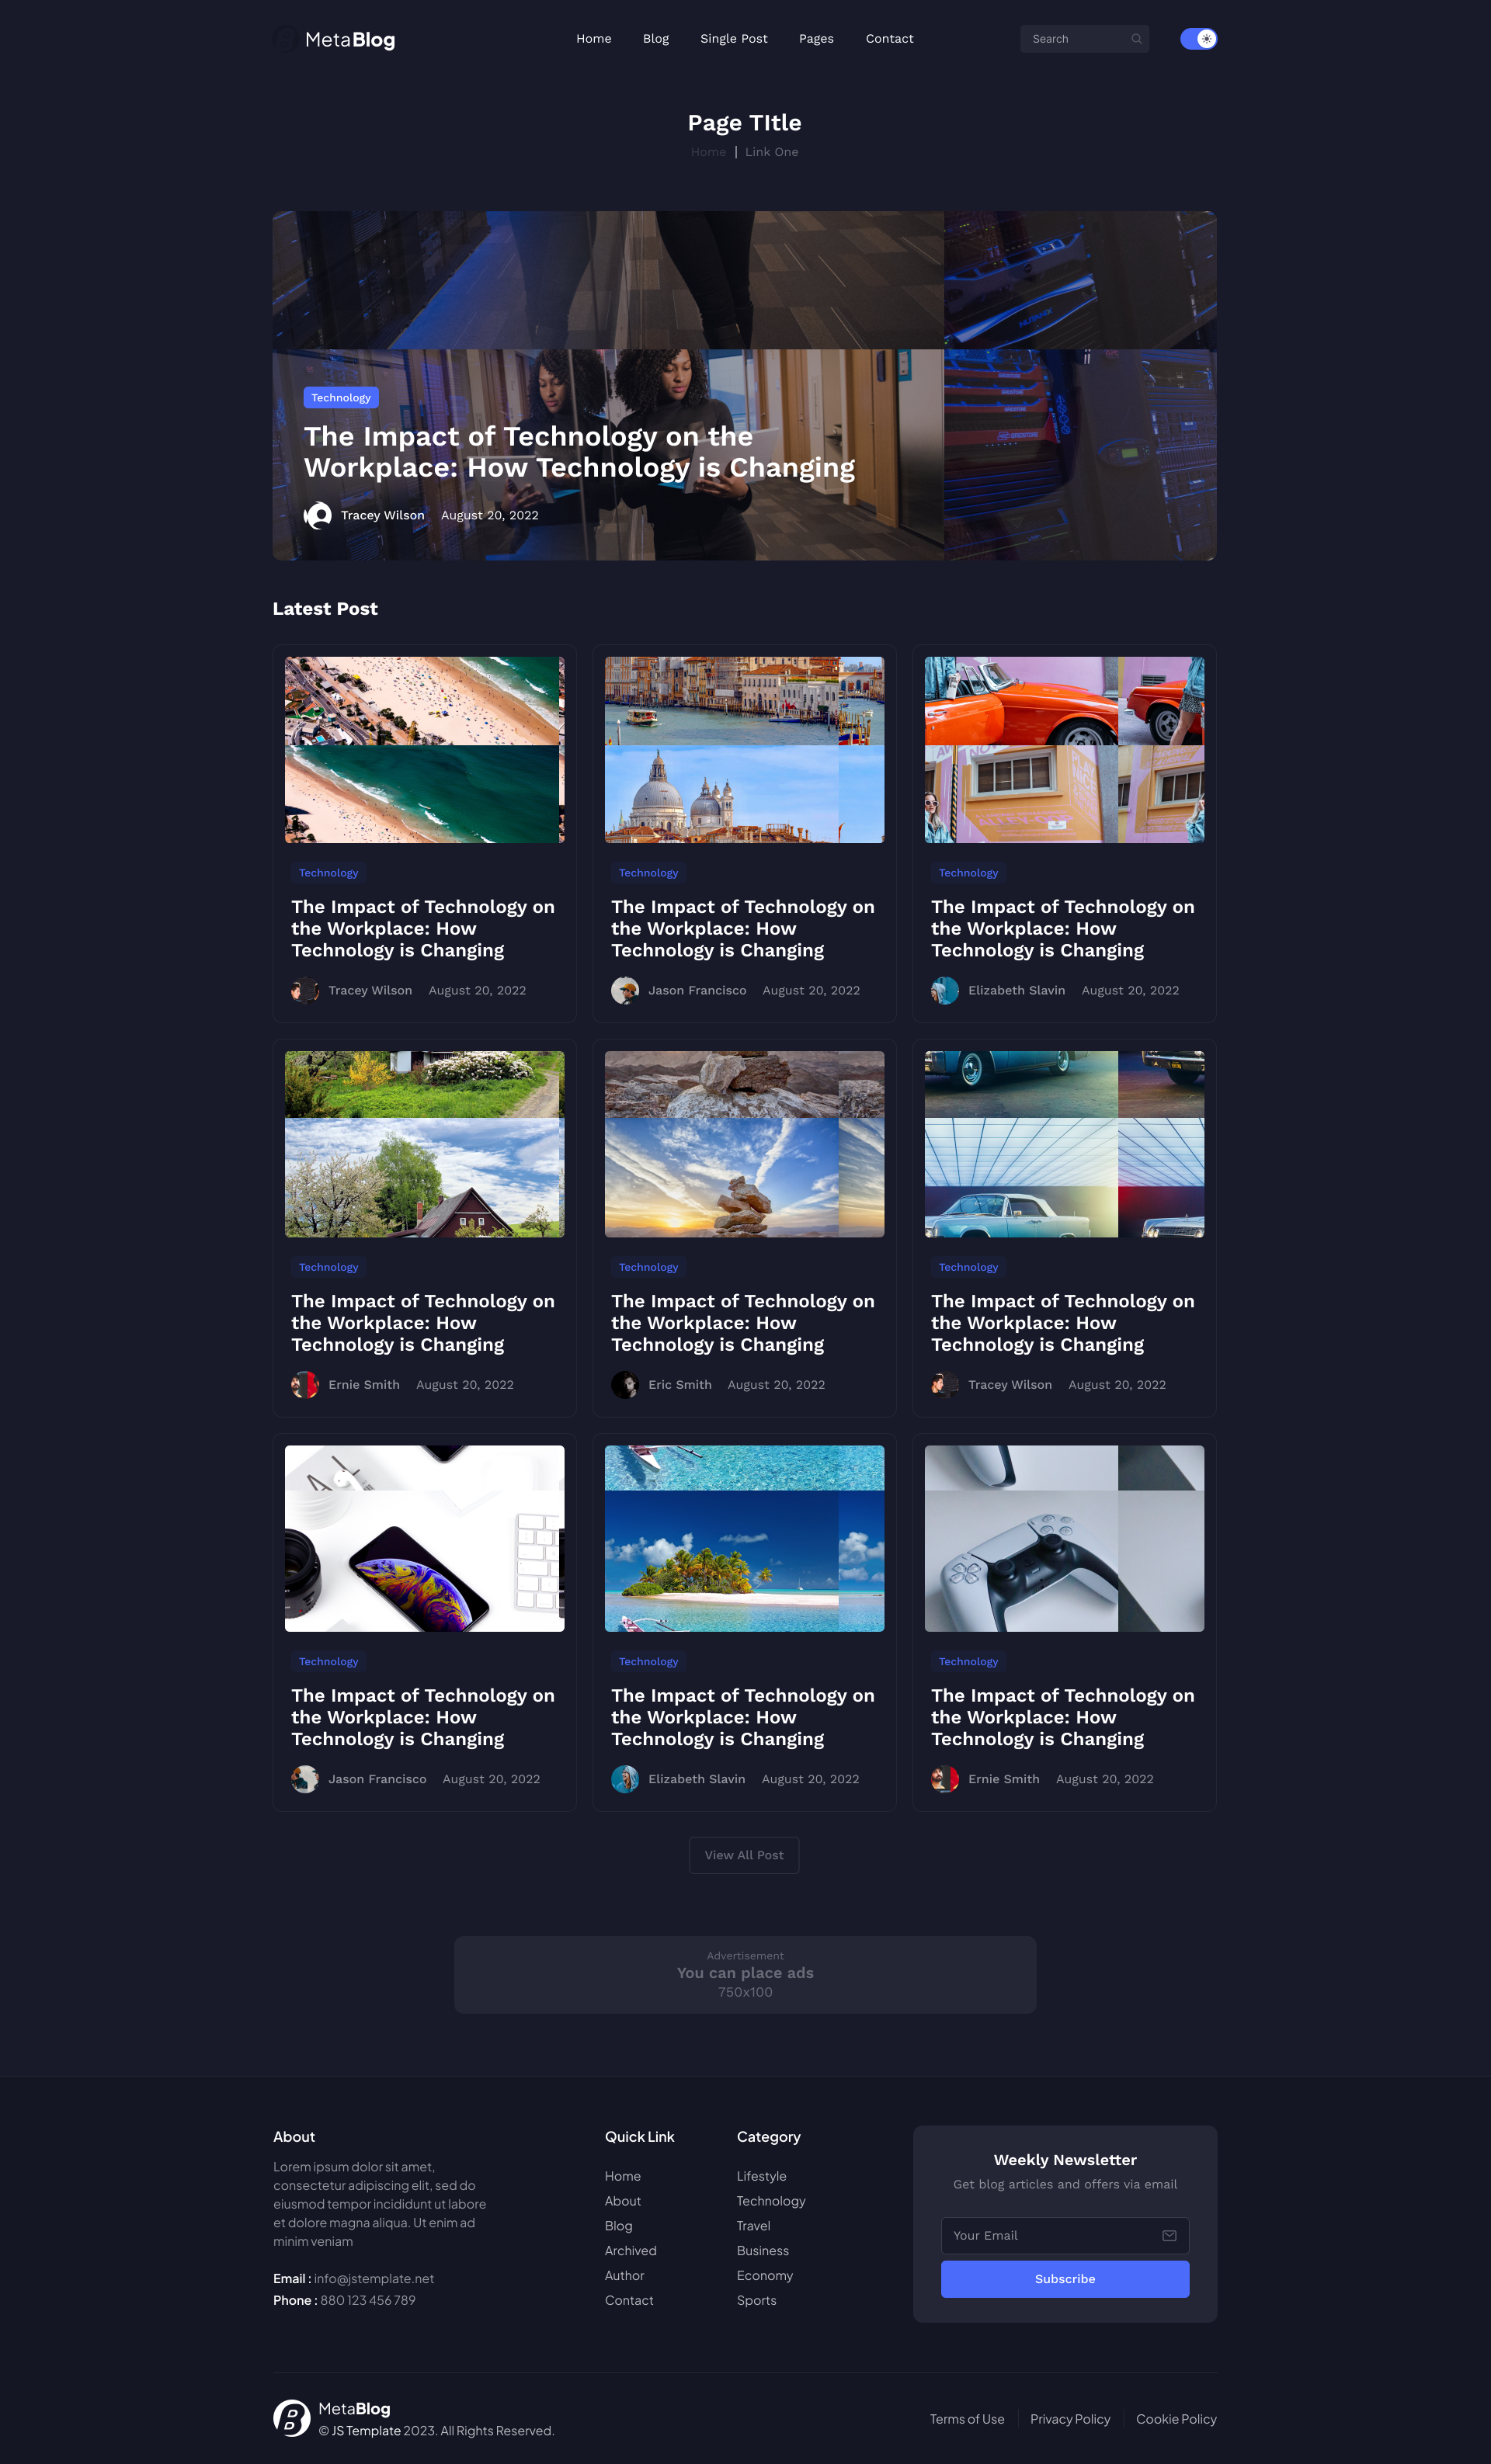 MetaBlog
Home Blog Single Post Pages Contact Search
Page TItle
Home | Link One
Technology
The Impact of Technology on the
Workplace: How Technology is Changing
Tracey Wilson August 20, 2022
Latest Post
Technology
The Impact of Technology on
the Workplace: How
Technology is Changing
Tracey Wilson August 20, 2022
Technology
The Impact of Technology on
the Workplace: How
Technology is Changing
Jason Francisco August 20, 2022
Technology
The Impact of Technology on
the Workplace: How
Technology is Changing
Elizabeth Slavin August 20, 2022
Technology
The Impact of Technology on
the Workplace: How
Technology is Changing
Ernie Smith August 20, 2022
Technology
The Impact of Technology on
the Workplace: How
Technology is Changing
Eric Smith August 20, 2022
Technology
The Impact of Technology on
the Workplace: How
Technology is Changing
Tracey Wilson August 20, 2022
Technology
The Impact of Technology on
the Workplace: How
Technology is Changing
Jason Francisco August 20, 2022
Technology
The Impact of Technology on
the Workplace: How
Technology is Changing
Elizabeth Slavin August 20, 2022
Technology
The Impact of Technology on
the Workplace: How
Technology is Changing
Ernie Smith August 20, 2022
View All Post
Advertisement
You can place ads
750x100
About
Lorem ipsum dolor sit amet,
consectetur adipiscing elit, sed do
eiusmod tempor incididunt ut labore
et dolore magna aliqua. Ut enim ad
minim veniam
Email : info@jstemplate.net
Phone : 880 123 456 789
Quick Link
Home
About
Blog
Archived
Author
Contact
Category
Lifestyle
Technology
Travel
Business
Economy
Sports
Weekly Newsletter
Get blog articles and offers via email
Your Email
Subscribe
MetaBlog
© JS Template 2023. All Rights Reserved.
Terms of Use Privacy Policy Cookie Policy